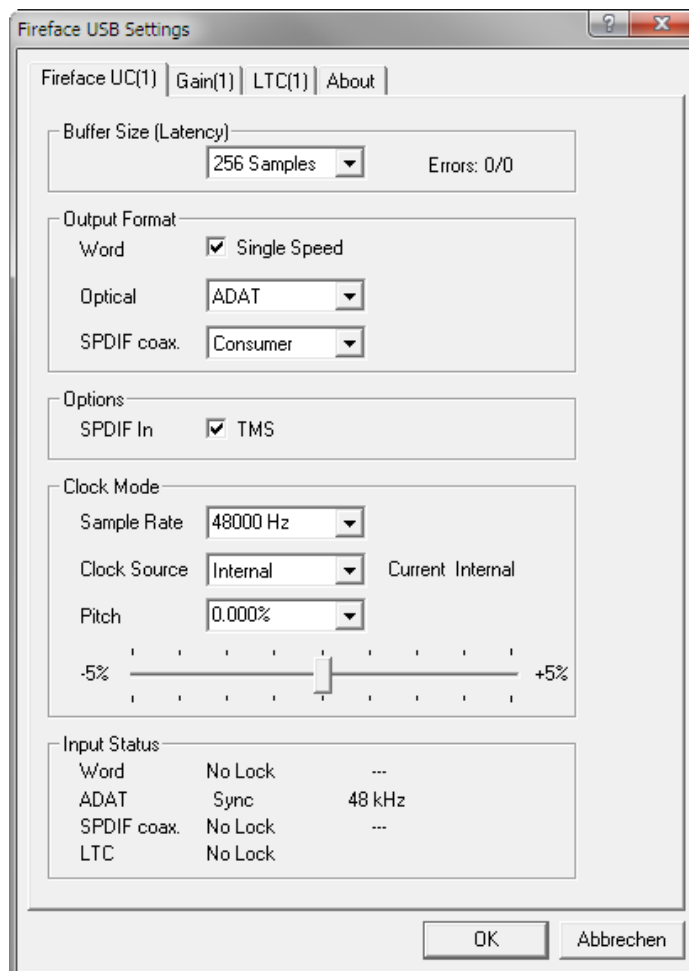 Fireface USB Settings
?
Fireface UC(1) Gain(1) LTC(1) About
Buffer Size (Latency)
256 Samples Errors: 0/0
Output Format
Word Single Speed
Optical ADAT
SPDIF coax. Consumer
Options
SPDIF In TMS
Clock Mode
Sample Rate 48000 Hz
Clock Source Internal Current Internal
Pitch 0.000%
-5% +5%
Input Status
Word No Lock ---
ADAT Sync 48 kHz
SPDIF coax. No Lock ---
LTC No Lock
OK Abbrechen